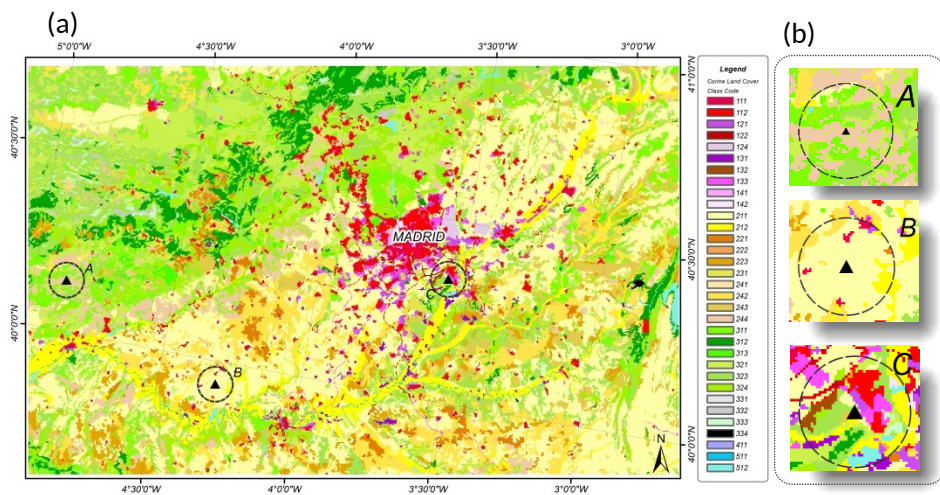 (a)
(b)
5°0'0"W
4°30'0"W
4°0'0"W
3°30'0"W
3°0'0"W
41°0'0"N
40°30'0"N
40°30'0"N
40°0'0"N
40°0'0"N
4°30'0"W
4°0'0"W
3°30'0"W
3°0'0"W
MADRID
A
B
C
N
Legend
Corine Land Cover
Class Code
111
112
121
122
124
131
132
133
141
142
211
212
221
222
223
231
241
242
243
244
311
312
313
321
323
324
331
332
333
334
411
511
512
A
B
C